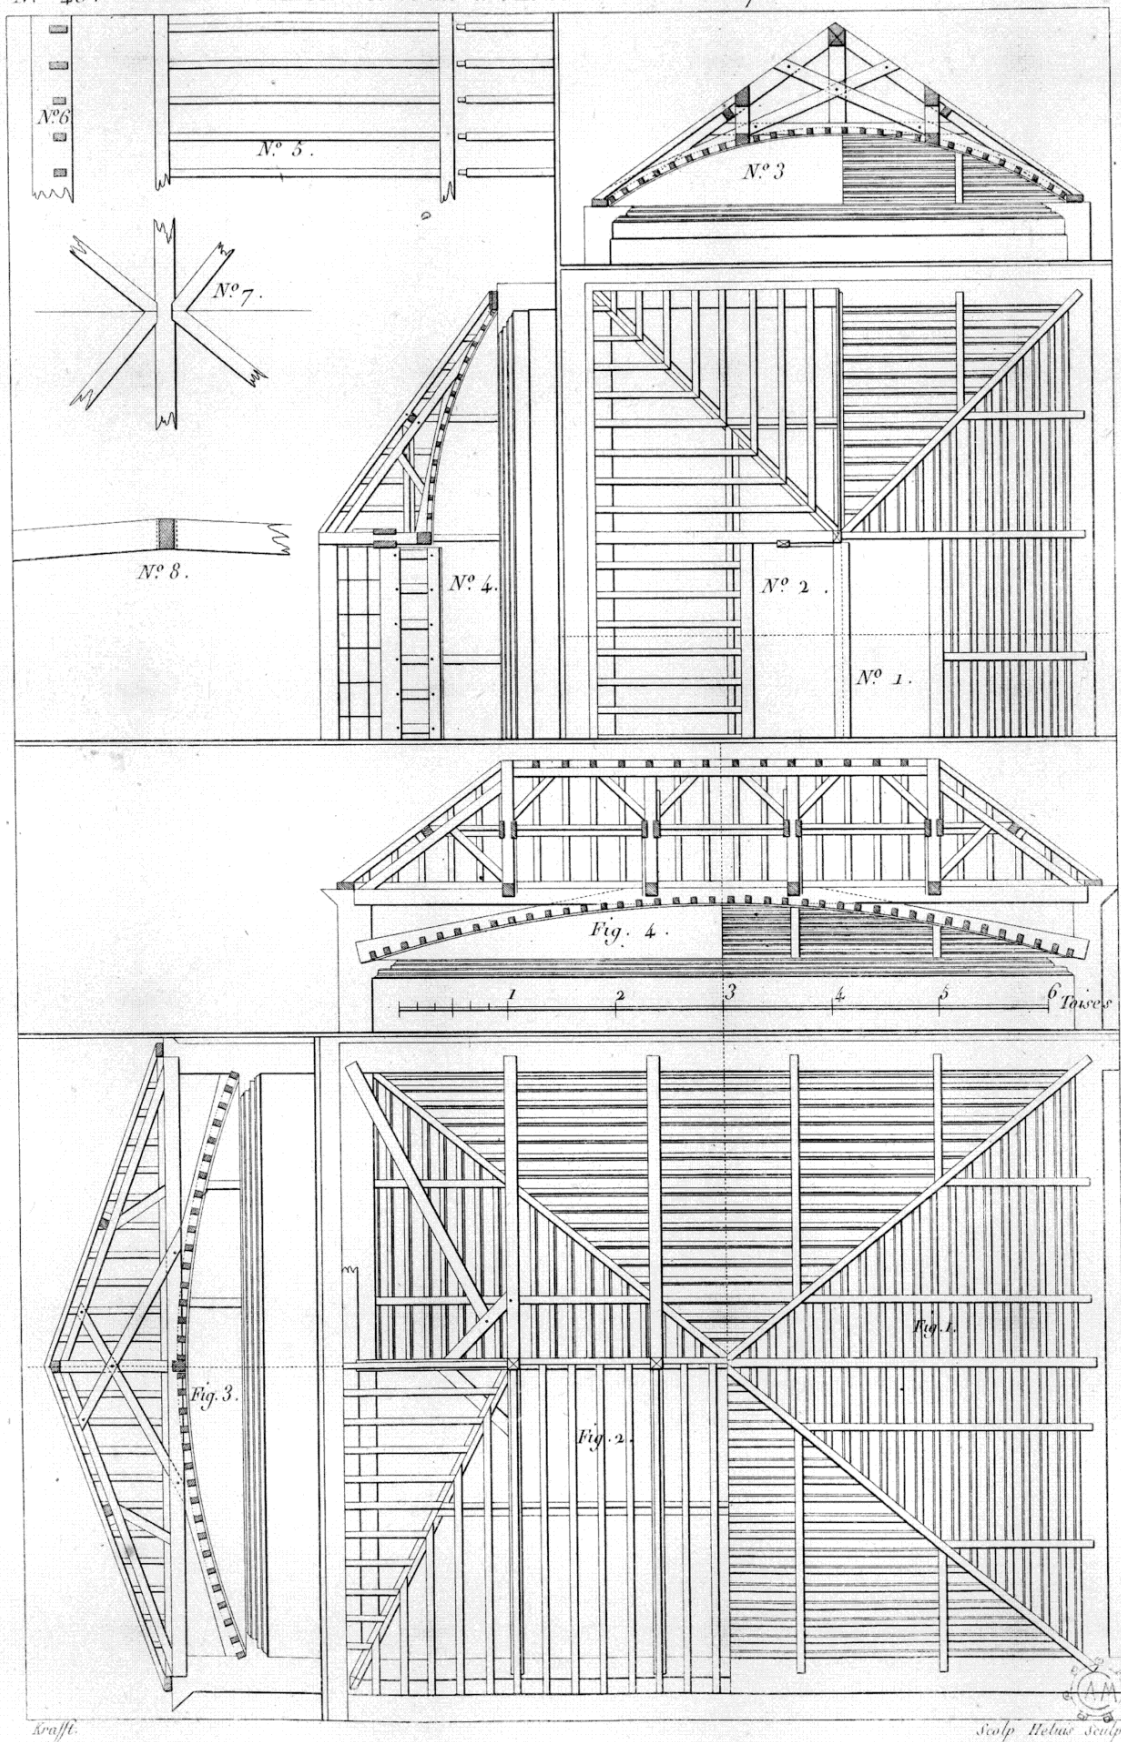 Nº 6
Nº 5.
Nº 3
Nº 7.
Nº 8.
Nº 4.
Nº 2.
Nº 1.
Fig. 4.
1 2 3 4 5 6 Toises
Fig. 1.
Fig. 3.
Fig. 2.
Krafft.
Sculp